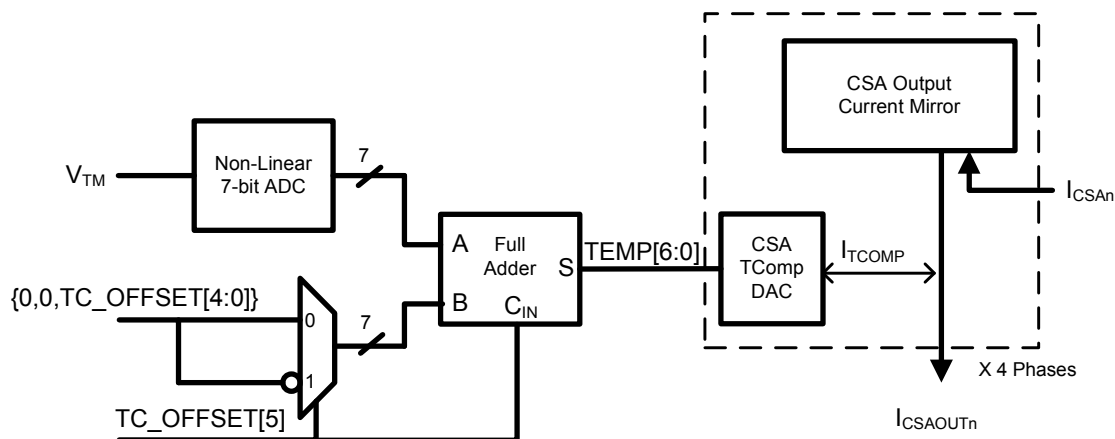 CSA Output
Current Mirror
7
Non-Linear
7-bit ADC
V_TM
I_CSAn
A
Full
Adder
S
TEMP[6:0]
CSA
TComp
DAC
I_TCOMP
{0,0,TC_OFFSET[4:0]}
B
C_IN
0
7
1
X 4 Phases
TC_OFFSET[5]
I_CSAOUTn